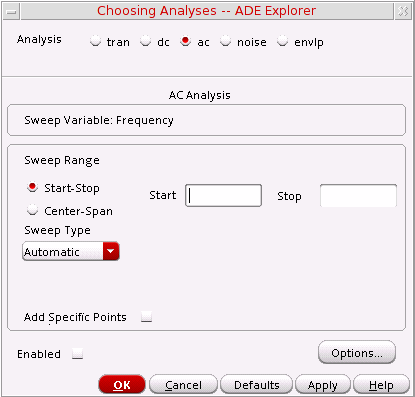 Choosing Analyses -- ADE Explorer
Analysis tran dc ac noise envlp
AC Analysis
Sweep Variable: Frequency
Sweep Range
Start-Stop Start Stop
Center-Span
Sweep Type
Automatic
Add Specific Points
Enabled Options...
OK Cancel Defaults Apply Help